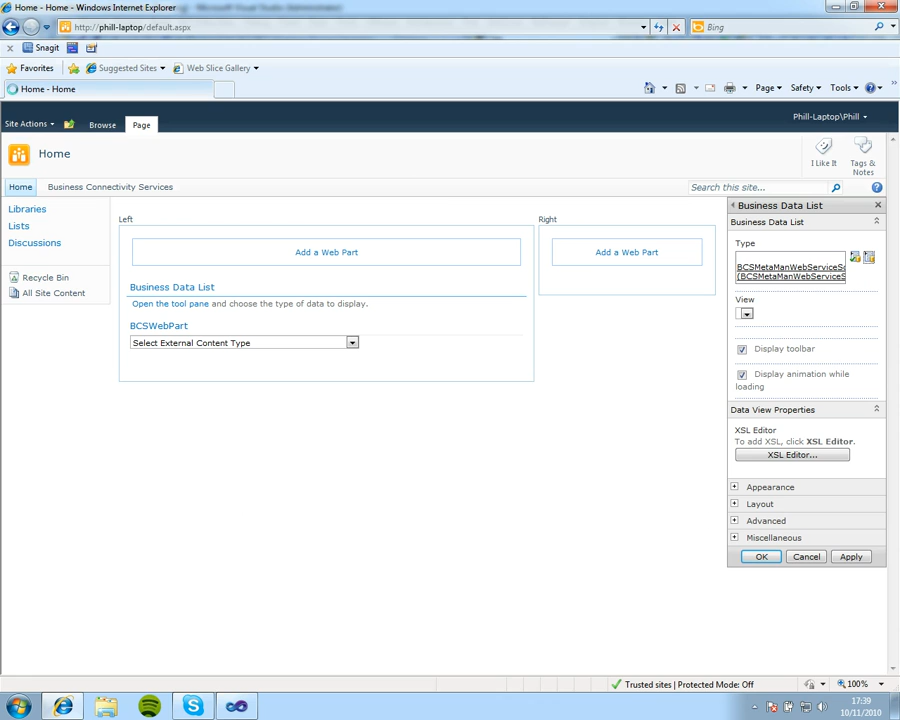 Home - Home - Windows Internet Explorer
http://phill-laptop/default.aspx
Bing
Snagit
Favorites
Suggested Sites
Web Slice Gallery
Home - Home
Page
Safety
Tools
Site Actions
Browse
Page
Phill-Laptop\Phill
Home
I Like It
Tags & Notes
Home
Business Connectivity Services
Search this site...
Libraries
Lists
Discussions
Recycle Bin
All Site Content
Left
Right
Add a Web Part
Add a Web Part
Business Data List
Open the tool pane and choose the type of data to display.
BCSWebPart
Select External Content Type
Business Data List
Business Data List
Type
BCSMetaManWebServiceSc
(BCSMetaManWebServiceS
View
Display toolbar
Display animation while
loading
Data View Properties
XSL Editor
To add XSL, click XSL Editor.
XSL Editor...
Appearance
Layout
Advanced
Miscellaneous
OK
Cancel
Apply
Trusted sites | Protected Mode: Off
100%
17:39
10/11/2010